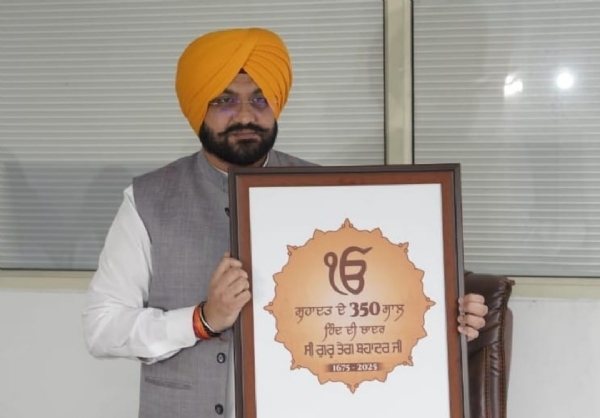 ੴ
ਸ਼ਹਾਦਤ ਦੇ 350 ਸਾਲ
ਹਿੰਦ ਦੀ ਚਾਦਰ
ਸ੍ਰੀ ਗੁਰੂ ਤੇਗ ਬਹਾਦਰ ਜੀ
1675 - 2025